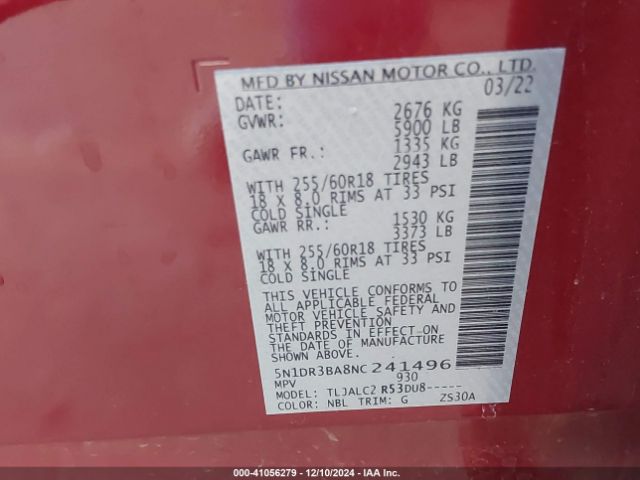 MFD BY NISSAN MOTOR CO., LTD.
DATE: 03/22
GVWR: 2676 KG
5900 LB
GAWR FR.: 1335 KG
2943 LB
WITH 255/60R18 TIRES
18 X 8.0 RIMS AT 33 PSI
COLD SINGLE
GAWR RR.: 1530 KG
3373 LB
WITH 255/60R18 TIRES
18 X 8.0 RIMS AT 33 PSI
COLD SINGLE
THIS VEHICLE CONFORMS TO
ALL APPLICABLE FEDERAL
MOTOR VEHICLE SAFETY AND
THEFT PREVENTION
STANDARDS IN EFFECT ON
THE DATE OF MFR. SHOWN ABOVE.
5N1DR3BA8NC241496
MPV 930
MODEL: TLJALC2 R53DU8-----
COLOR: NBL TRIM: G ZS30A
000-41056279 - 12/10/2024 - IAAI.COM